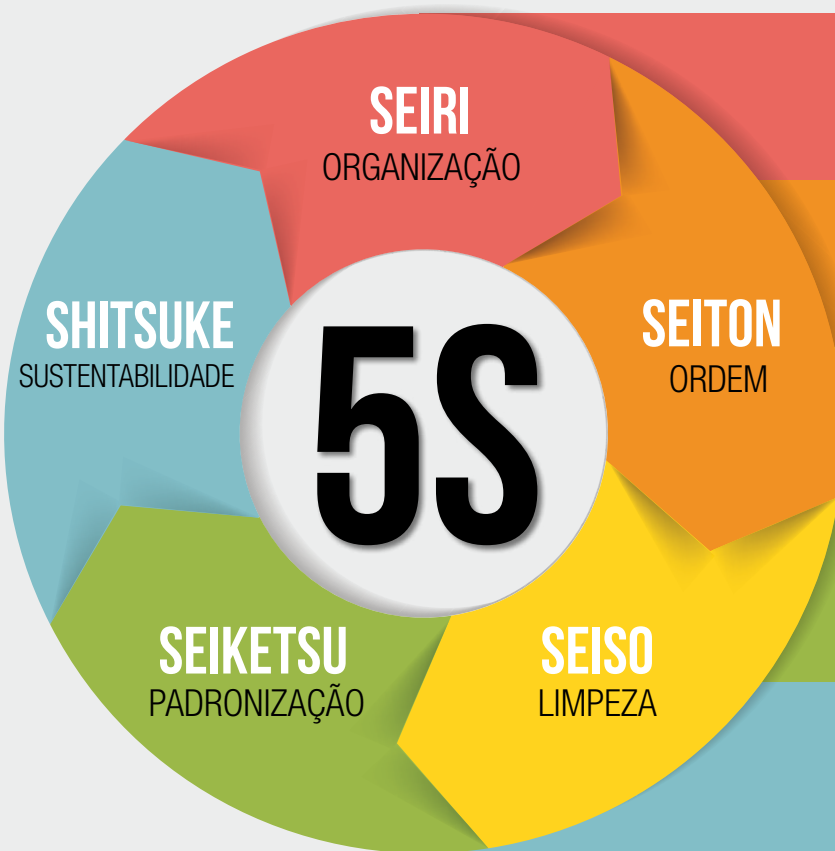 SEIRI
ORGANIZAÇÃO
SEITON
ORDEM
SEISO
LIMPEZA
SEIKETSU
PADRONIZAÇÃO
SHITSUKE
SUSTENTABILIDADE
5S